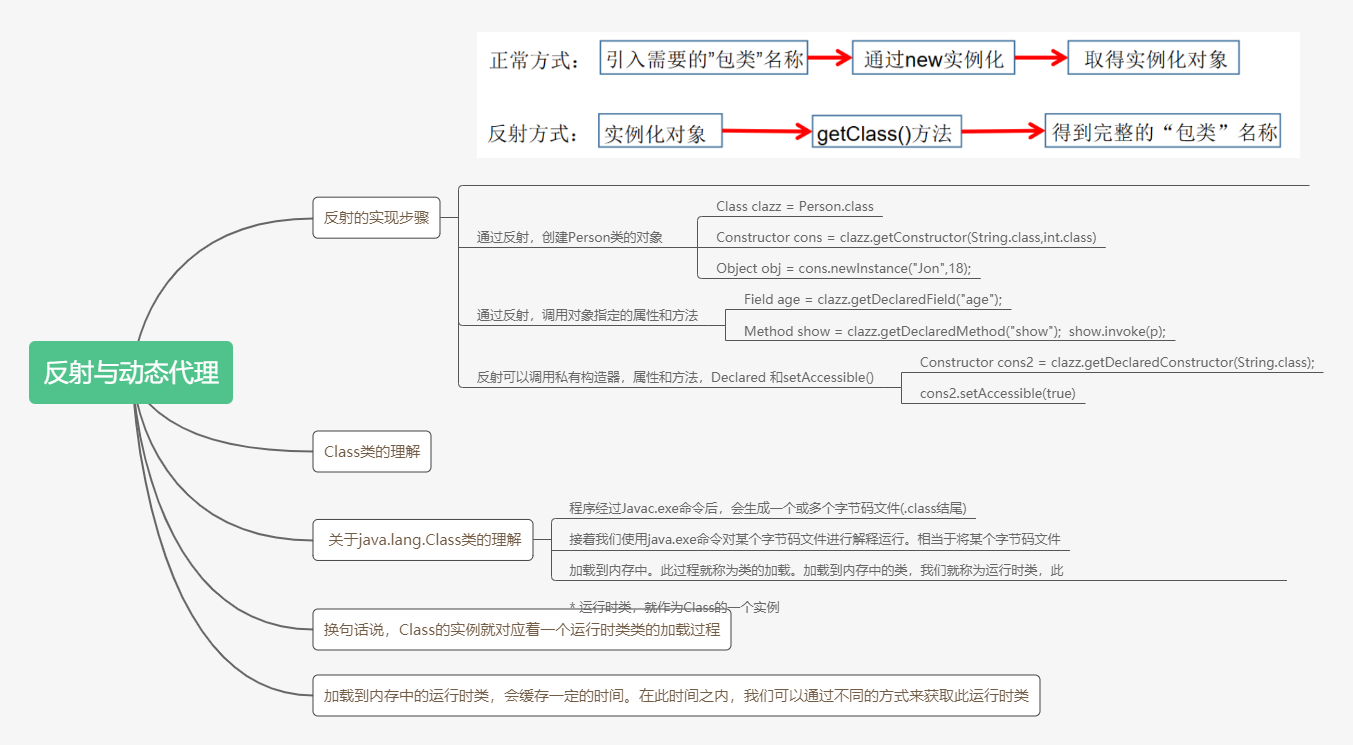 正常方式： 引入需要的”包类”名称 通过new实例化 取得实例化对象
反射方式： 实例化对象 getClass()方法 得到完整的“包类”名称
反射与动态代理
反射的实现步骤
通过反射，创建Person类的对象
Class clazz = Person.class
Constructor cons = clazz.getConstructor(String.class,int.class)
Object obj = cons.newInstance("Jon",18);
通过反射，调用对象指定的属性和方法
Field age = clazz.getDeclaredField("age");
Method show = clazz.getDeclaredMethod("show"); show.invoke(p);
反射可以调用私有构造器，属性和方法，Declared 和setAccessible()
Constructor cons2 = clazz.getDeclaredConstructor(String.class);
cons2.setAccessible(true)
Class类的理解
关于java.lang.Class类的理解
程序经过Javac.exe命令后，会生成一个或多个字节码文件(.class结尾)
接着我们使用java.exe命令对某个字节码文件进行解释运行。相当于将某个字节码文件
加载到内存中。此过程就称为类的加载。加载到内存中的类，我们就称为运行时类，此
* 运行时类，就作为Class的一个实例
换句话说，Class的实例就对应着一个运行时类类的加载过程
加载到内存中的运行时类，会缓存一定的时间。在此时间之内，我们可以通过不同的方式来获取此运行时类